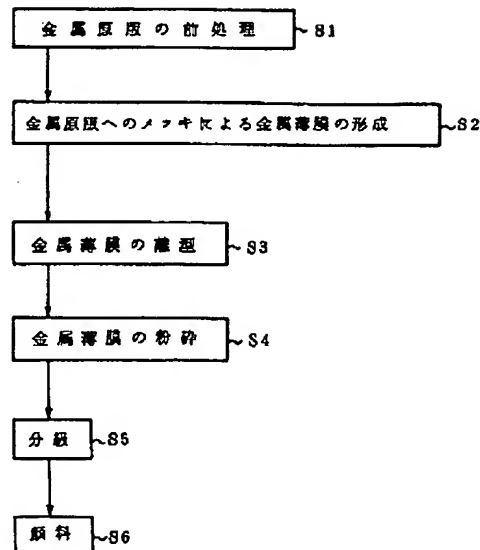 金属原版の前処理 S1
金属原版へのメッキによる金属薄膜の形成 S2
金属薄膜の離型 S3
金属薄膜の粉砕 S4
分級 S5
顔料 S6